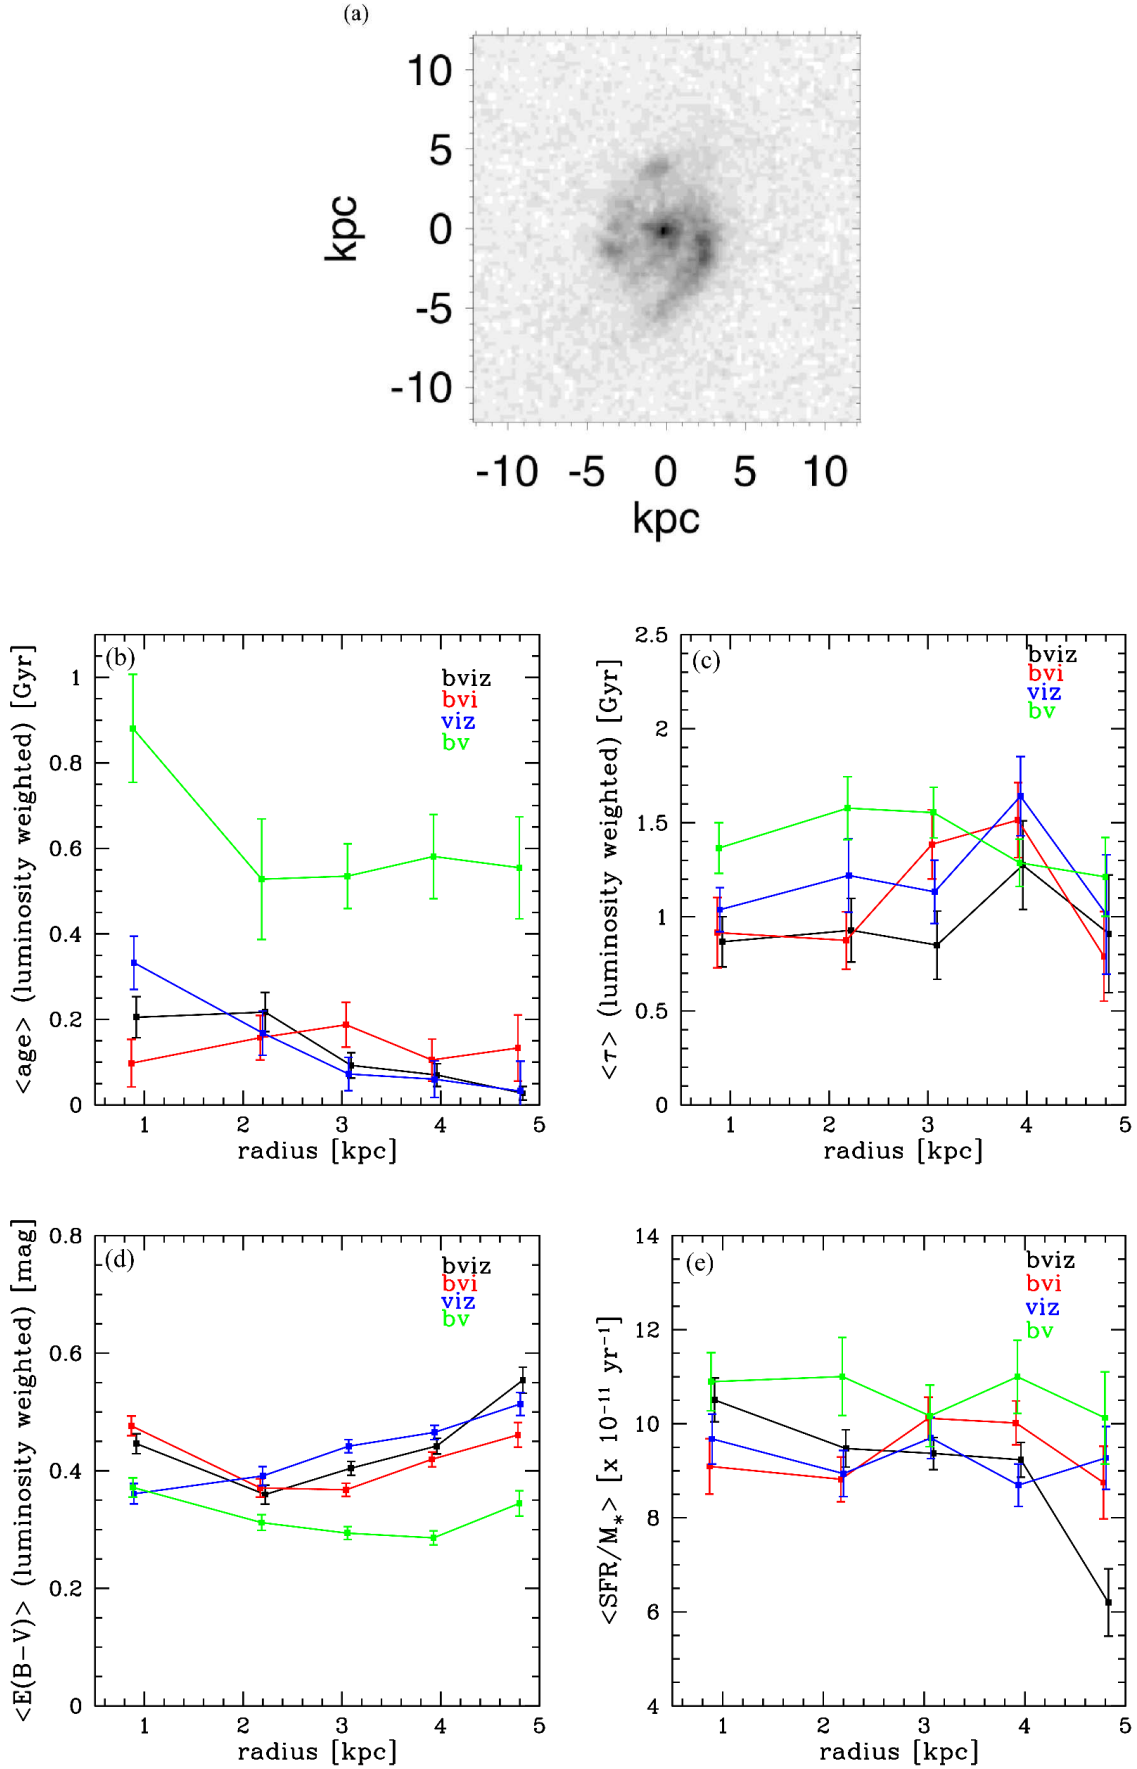 (a)
10
5
0
-5
-10
kpc
-10 -5 0 5 10
kpc
(b)
bviz
bvi
viz
bv
1
0.8
0.6
0.4
0.2
0
<age> (luminosity weighted) [Gyr]
1 2 3 4 5
radius [kpc]
(c)
bviz
bvi
viz
bv
2.5
2
1.5
1
0.5
0
<τ> (luminosity weighted) [Gyr]
1 2 3 4 5
radius [kpc]
(d)
bviz
bvi
viz
bv
0.8
0.6
0.4
0.2
0
<E(B−V)> (luminosity weighted) [mag]
1 2 3 4 5
radius [kpc]
(e)
bviz
bvi
viz
bv
14
12
10
8
6
4
<SFR/M*> [x 10⁻¹¹ yr⁻¹]
1 2 3 4 5
radius [kpc]